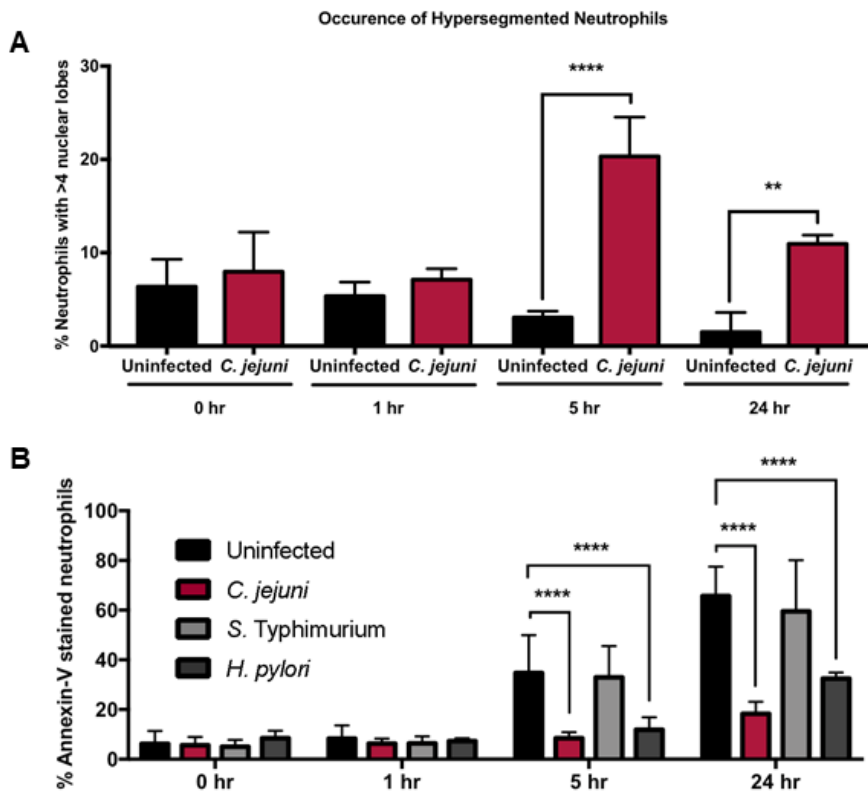 Occurence of Hypersegmented Neutrophils
A
% Neutrophils with >4 nuclear lobes
30
20
10
0
****
**
Uninfected C. jejuni Uninfected C. jejuni Uninfected C. jejuni Uninfected C. jejuni
0 hr 1 hr 5 hr 24 hr
B
% Annexin-V stained neutrophils
100
80
60
40
20
0
Uninfected
C. jejuni
S. Typhimurium
H. pylori
****
****
****
****
0 hr 1 hr 5 hr 24 hr